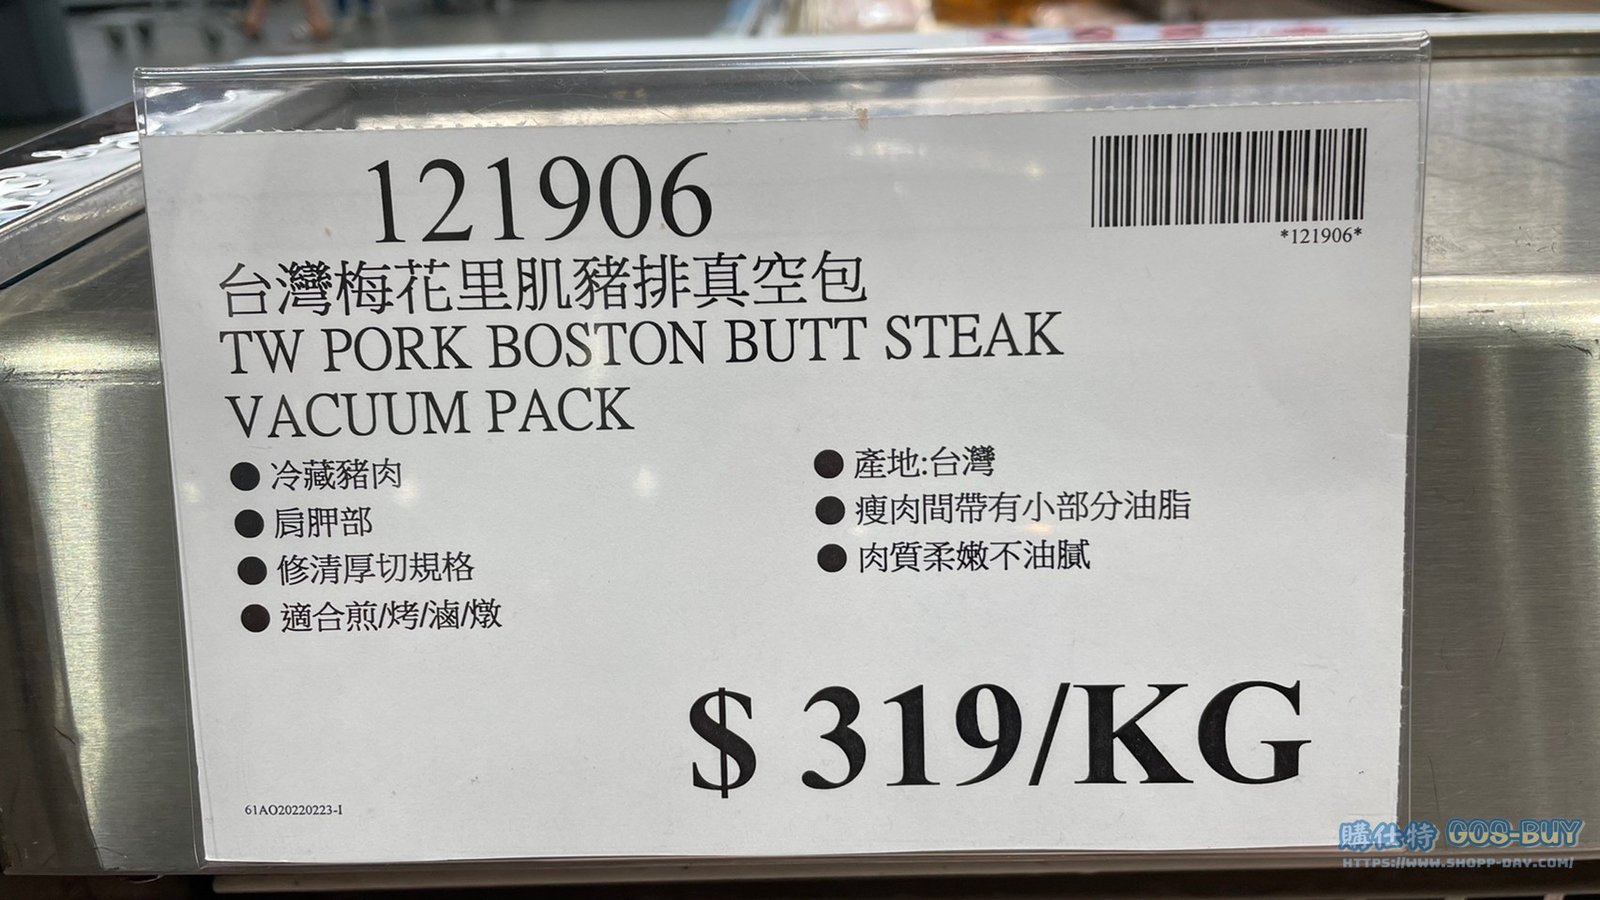 121906
*121906*
台灣梅花里肌豬排真空包
TW PORK BOSTON BUTT STEAK
VACUUM PACK
● 冷藏豬肉
● 肩胛部
● 修清厚切規格
● 適合煎/烤/滷/燉
● 產地:台灣
● 瘦肉間帶有小部分油脂
● 肉質柔嫩不油膩
$ 319/KG
61AO20220223-I
購仕特 GOS-BUY
HTTPS://WWW.SHOPP-DAY.COM/